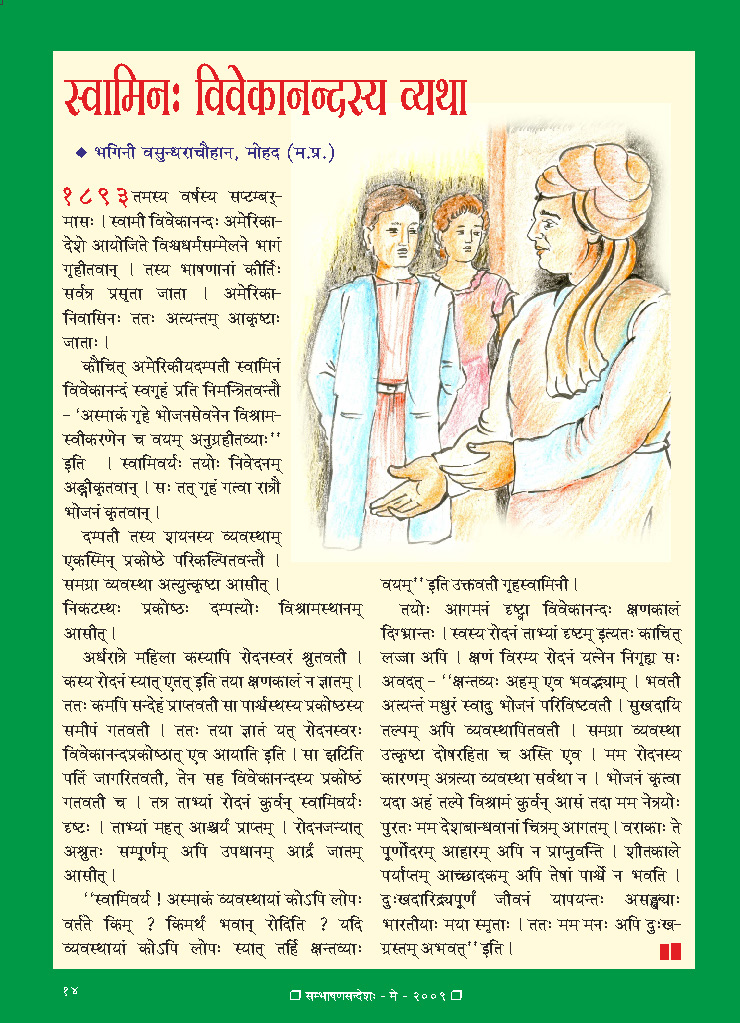 स्वामिनः विवेकानन्दस्य व्यथा
◆ भगिनी वसुन्धराचौहान, मोहद (म.प्र.)
१८९३तमस्य वर्षस्य सप्टम्बर्-
मासः । स्वामी विवेकानन्दः अमेरिका-
देशे आयोजिते विश्वधर्मसम्मेलने भागं
गृहीतवान् । तस्य भाषणानां कीर्तिः
सर्वत्र प्रसृता जाता । अमेरिका-
निवासिनः ततः अत्यन्तम् आकृष्टाः
जाताः ।
कौचित् अमेरिकीयदम्पती स्वामिनं
विवेकानन्दं स्वगृहं प्रति निमन्त्रितवन्तौ
- ‘अस्माकं गृहे भोजनसेवनेन विश्राम-
स्वीकरणेन च वयम् अनुग्रहीतव्याः’’
इति । स्वामिवर्यः तयोः निवेदनम्
अङ्गीकृतवान् । सः तत् गृहं गत्वा रात्रौ
भोजनं कृतवान् ।
दम्पती तस्य शयनस्य व्यवस्थाम्
एकस्मिन् प्रकोष्ठे परिकल्पितवन्तौ ।
समग्रा व्यवस्था अत्युत्कृष्टा आसीत् ।
निकटस्थः प्रकोष्ठः दम्पत्योः विश्रामस्थानम्
आसीत् ।
अर्धरात्रे महिला कस्यापि रोदनस्वरं श्रुतवती ।
कस्य रोदनं स्यात् एतत् इति तया क्षणकालं न ज्ञातम् ।
ततः कमपि सन्देहं प्राप्तवती सा पार्श्वस्थस्य प्रकोष्ठस्य
समीपं गतवती । ततः तया ज्ञातं यत् रोदनस्वरः
विवेकानन्दप्रकोष्ठात् एव आयाति इति । सा झटिति
पतिं जागरितवती, तेन सह विवेकानन्दस्य प्रकोष्ठं
गतवती च । तत्र ताभ्यां रोदनं कुर्वन् स्वामिवर्यः
दृष्टः । ताभ्यां महत् आश्चर्यं प्राप्तम् । रोदनजन्यात्
अश्रुतः सम्पूर्णम् अपि उपधानम् आर्द्रं जातम्
आसीत् ।
‘‘स्वामिवर्य ! अस्माकं व्यवस्थायां कोऽपि लोपः
वर्तते किम् ? किमर्थं भवान् रोदिति ? यदि
व्यवस्थायां कोऽपि लोपः स्यात् तर्हि क्षन्तव्याः
वयम्’’ इति उक्तवती गृहस्वामिनी ।
तयोः आगमनं दृष्ट्वा विवेकानन्दः क्षणकालं
दिग्भ्रान्तः । स्वस्य रोदनं ताभ्यां दृष्टम् इत्यतः काचित्
लज्जा अपि । क्षणं विरम्य रोदनं यत्नेन निगृह्य सः
अवदत् - ‘‘क्षन्तव्यः अहम् एव भवद्भ्याम् । भवती
अत्यन्तं मधुरं स्वादु भोजनं परिविष्टवती । सुखदायि
तल्पम् अपि व्यवस्थापितवती । समग्रा व्यवस्था
उत्कृष्टा दोषरहिता च अस्ति एव । मम रोदनस्य
कारणम् अत्रत्या व्यवस्था सर्वथा न । भोजनं कृत्वा
यदा अहं तल्पे विश्रामं कुर्वन् आसं तदा मम नेत्रयोः
पुरतः मम देशबान्धवानां चित्रम् आगतम् । वराकाः ते
पूर्णोदरम् आहारम् अपि न प्राप्नुवन्ति । शीतकाले
पर्याप्तम् आच्छादकम् अपि तेषां पार्श्वे न भवति ।
दुःखदारिद्र्यपूर्णं जीवनं यापयन्तः असङ्ख्याः
भारतीयाः मया स्मृताः । ततः मम मनः अपि दुःख-
ग्रस्तम् अभवत्’’ इति ।
१४
❐ सम्भाषणसन्देशः - मे - २००९ ❐